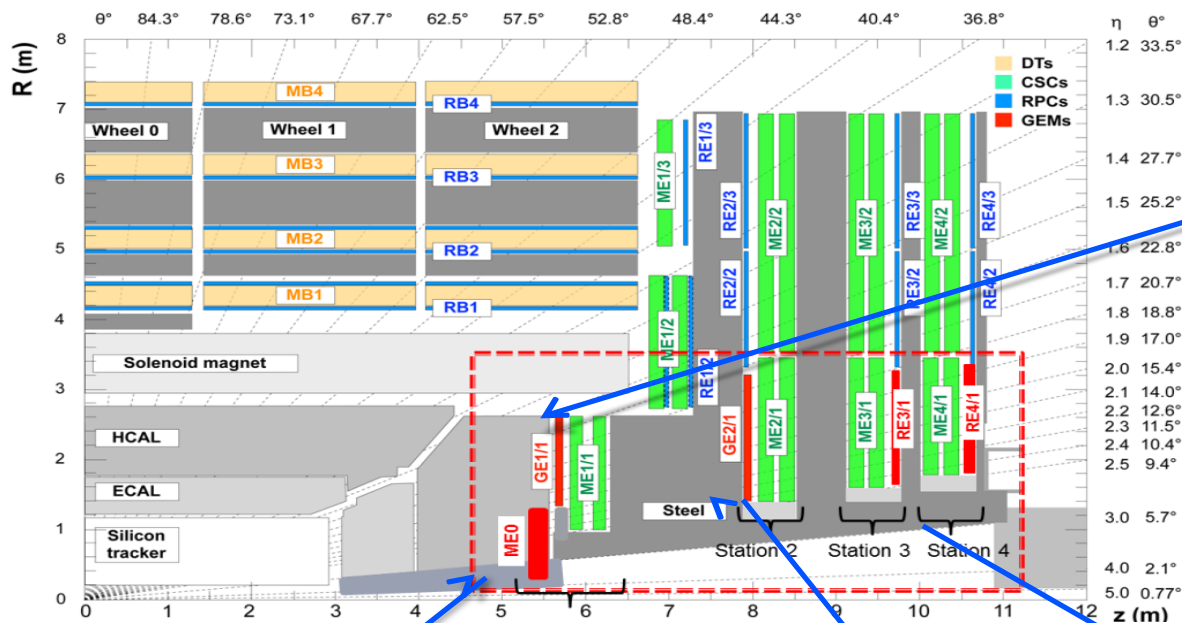 θ° 84.3° 78.6° 73.1° 67.7° 62.5° 57.5° 52.8° 48.4° 44.3° 40.4° 36.8° η θ°
R (m)
8
7
6
5
4
3
2
1
0
1.2 33.5°
1.3 30.5°
1.4 27.7°
1.5 25.2°
1.6 22.8°
1.7 20.7°
1.8 18.8°
1.9 17.0°
2.0 15.4°
2.1 14.0°
2.2 12.6°
2.3 11.5°
2.4 10.4°
2.5 9.4°
3.0 5.7°
4.0 2.1°
5.0 0.77°
DTs
CSCs
RPCs
GEMs
MB4
RB4
Wheel 0 Wheel 1 Wheel 2
MB3
RB3
MB2
RB2
MB1
RB1
Solenoid magnet
HCAL
ECAL
Silicon
tracker
Steel
ME0
GE1/1
ME1/1
ME1/2
ME1/3
RE1/2
RE1/3
GE2/1
ME2/1
RE2/2
RE2/3
ME2/2
ME3/1
RE3/1
ME3/2
RE3/2
RE3/3
ME4/1
RE4/1
ME4/2
RE4/2
RE4/3
Station 2 Station 3 Station 4
0 1 2 3 4 5 6 7 8 9 10 11 12
z (m)